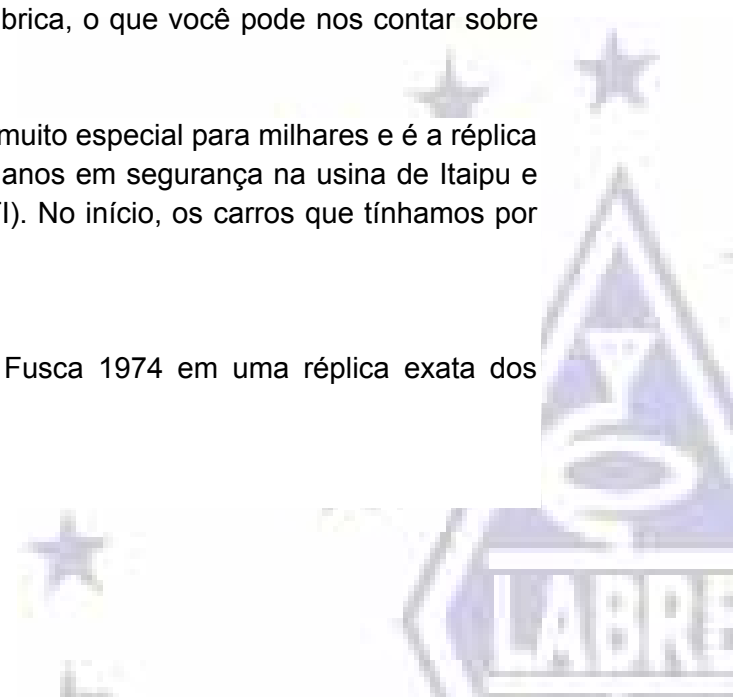 brica, o que você pode nos contar sobre
muito especial para milhares e é a réplica
anos em segurança na usina de Itaipu e
I). No início, os carros que tínhamos por
Fusca 1974 em uma réplica exata dos
LABRE